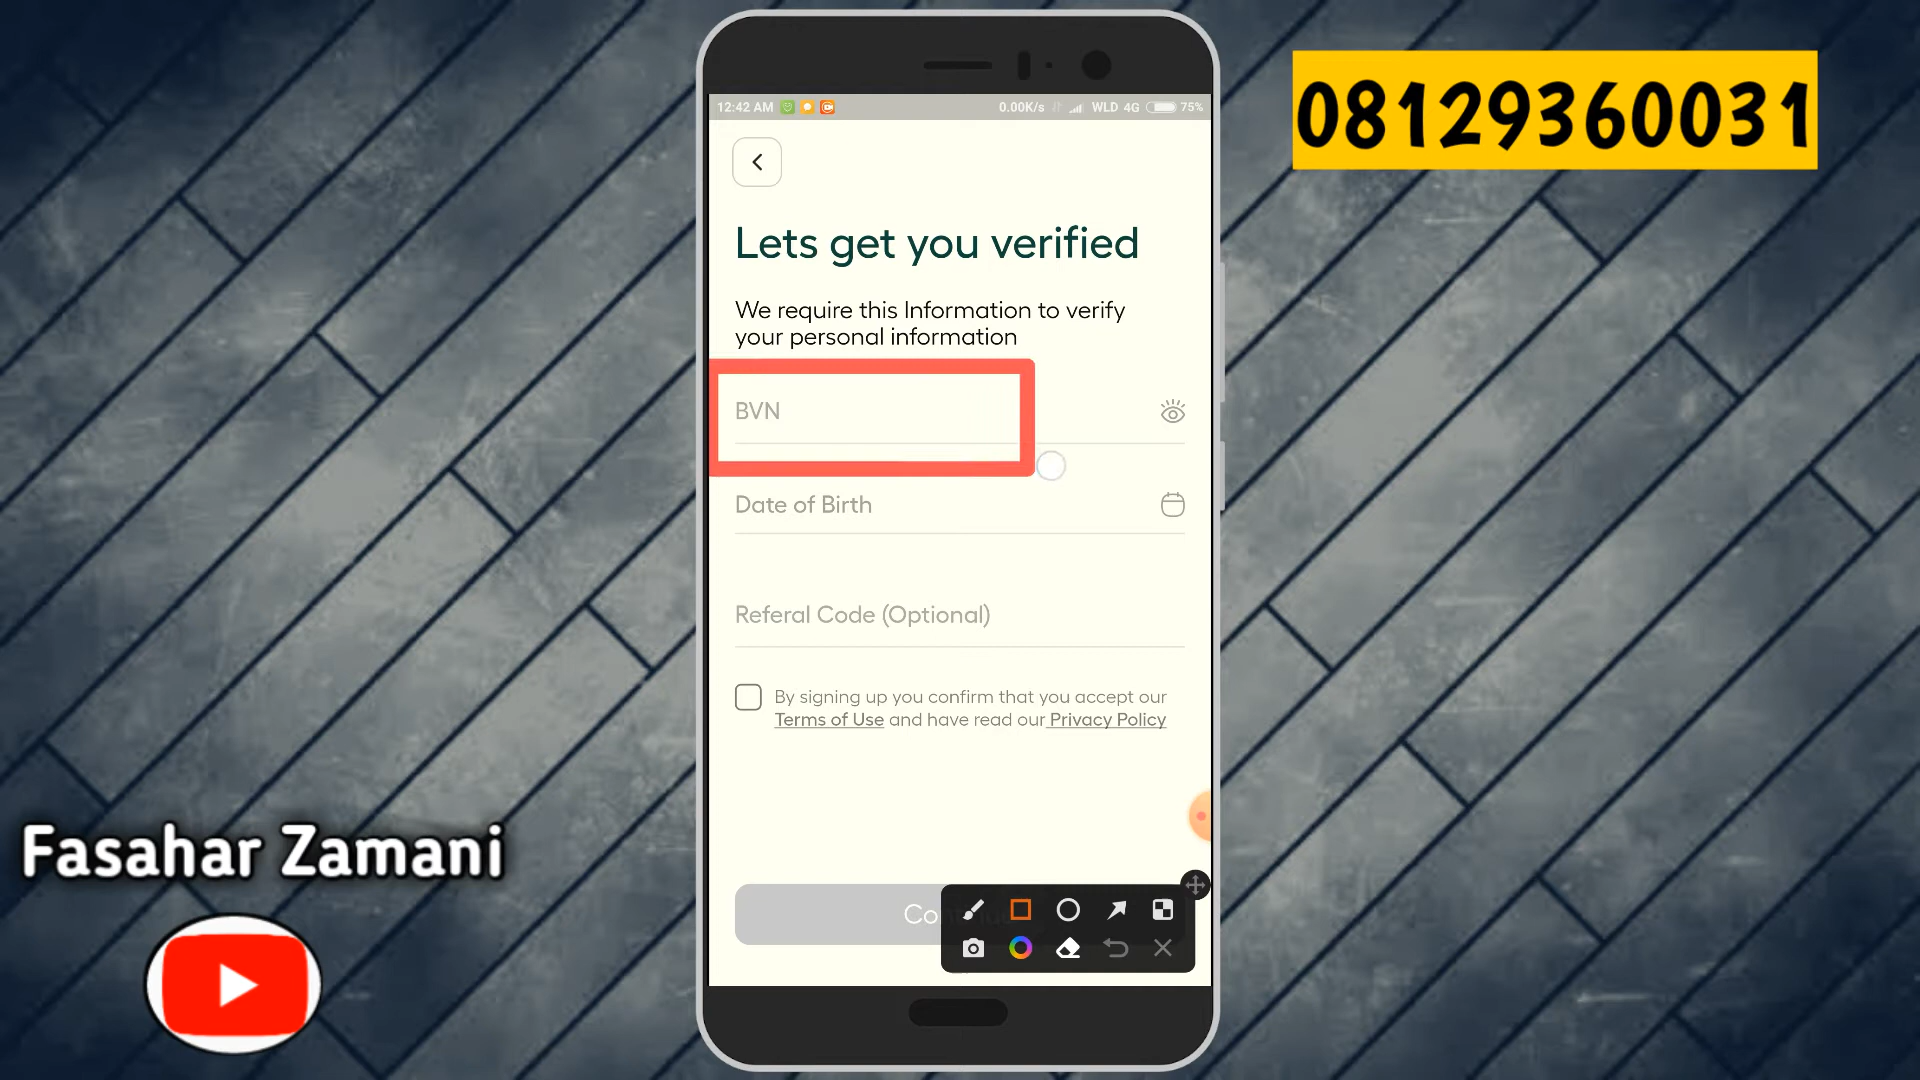 08129360031
12:42 AM 0.00K/s WLD 4G 75%
Lets get you verified
We require this Information to verify
your personal information
BVN
Date of Birth
Referal Code (Optional)
By signing up you confirm that you accept our
Terms of Use and have read our Privacy Policy
Fasahar Zamani